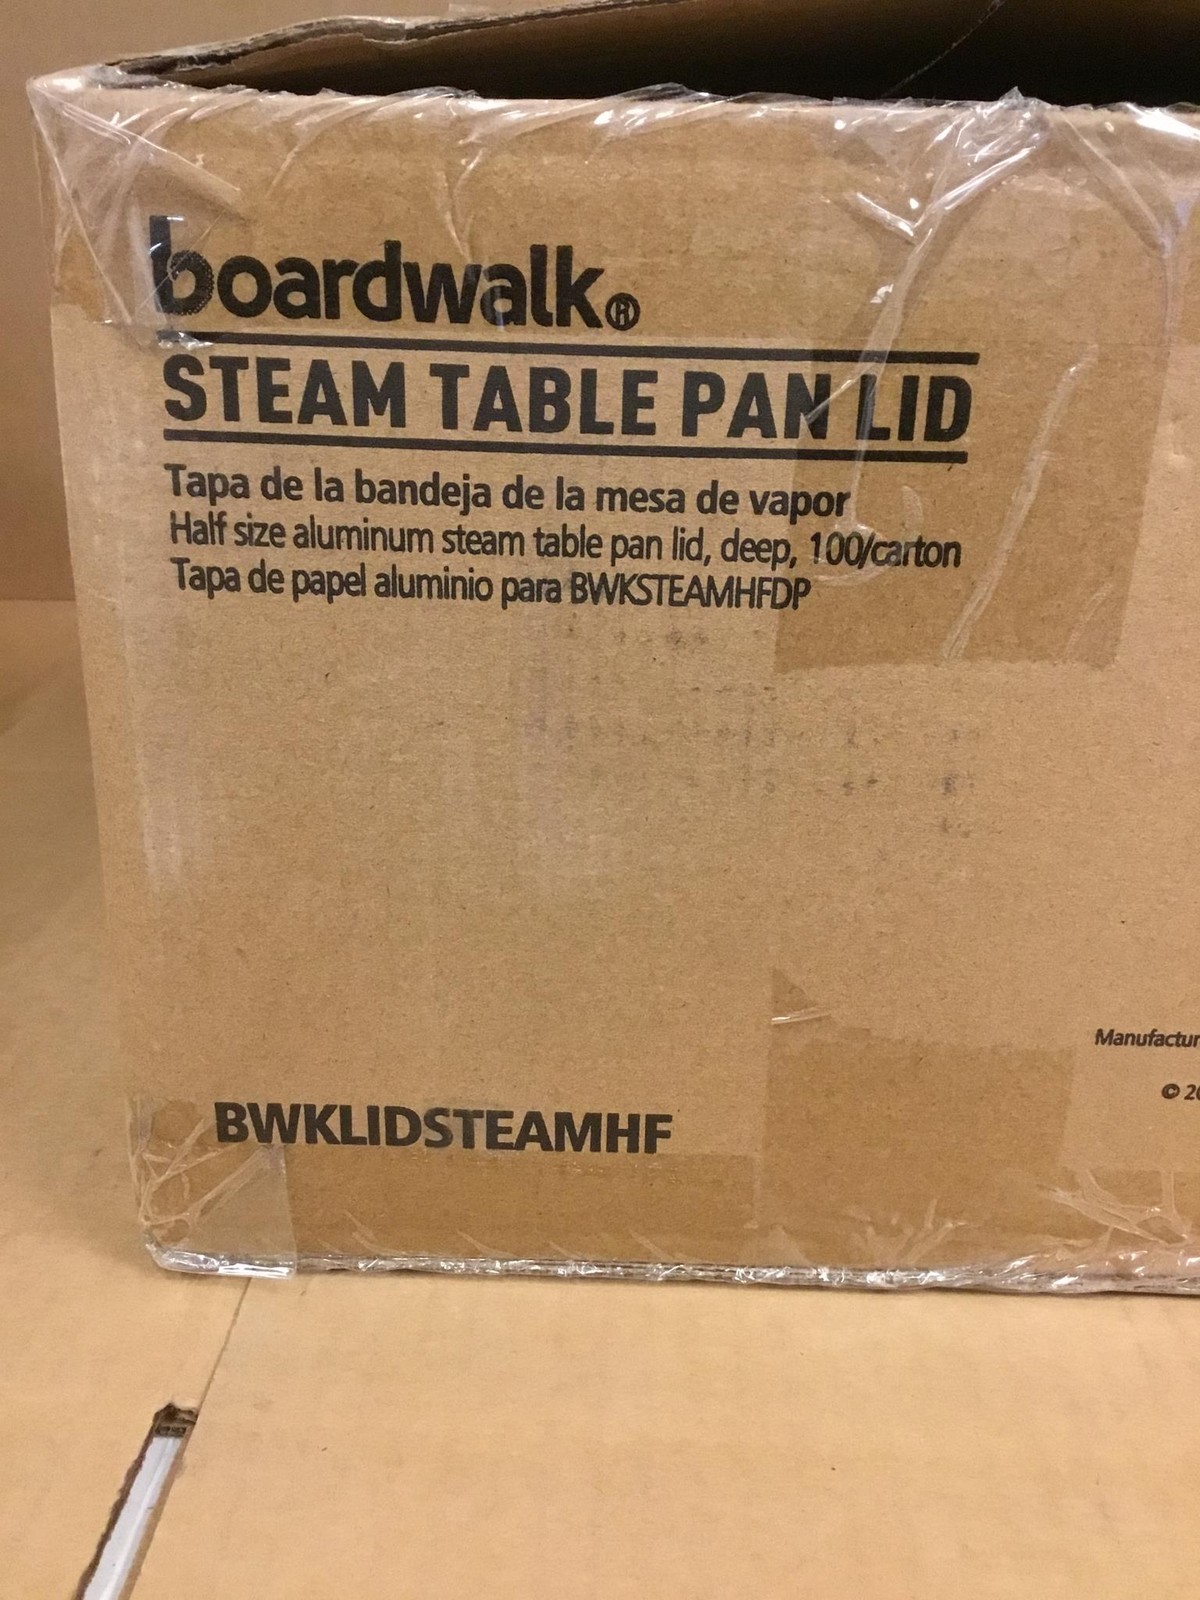 boardwalk®
STEAM TABLE PAN LID
Tapa de la bandeja de la mesa de vapor
Half size aluminum steam table pan lid, deep, 100/carton
Tapa de papel aluminio para BWKSTEAMHFDP
BWKLIDSTEAMHF